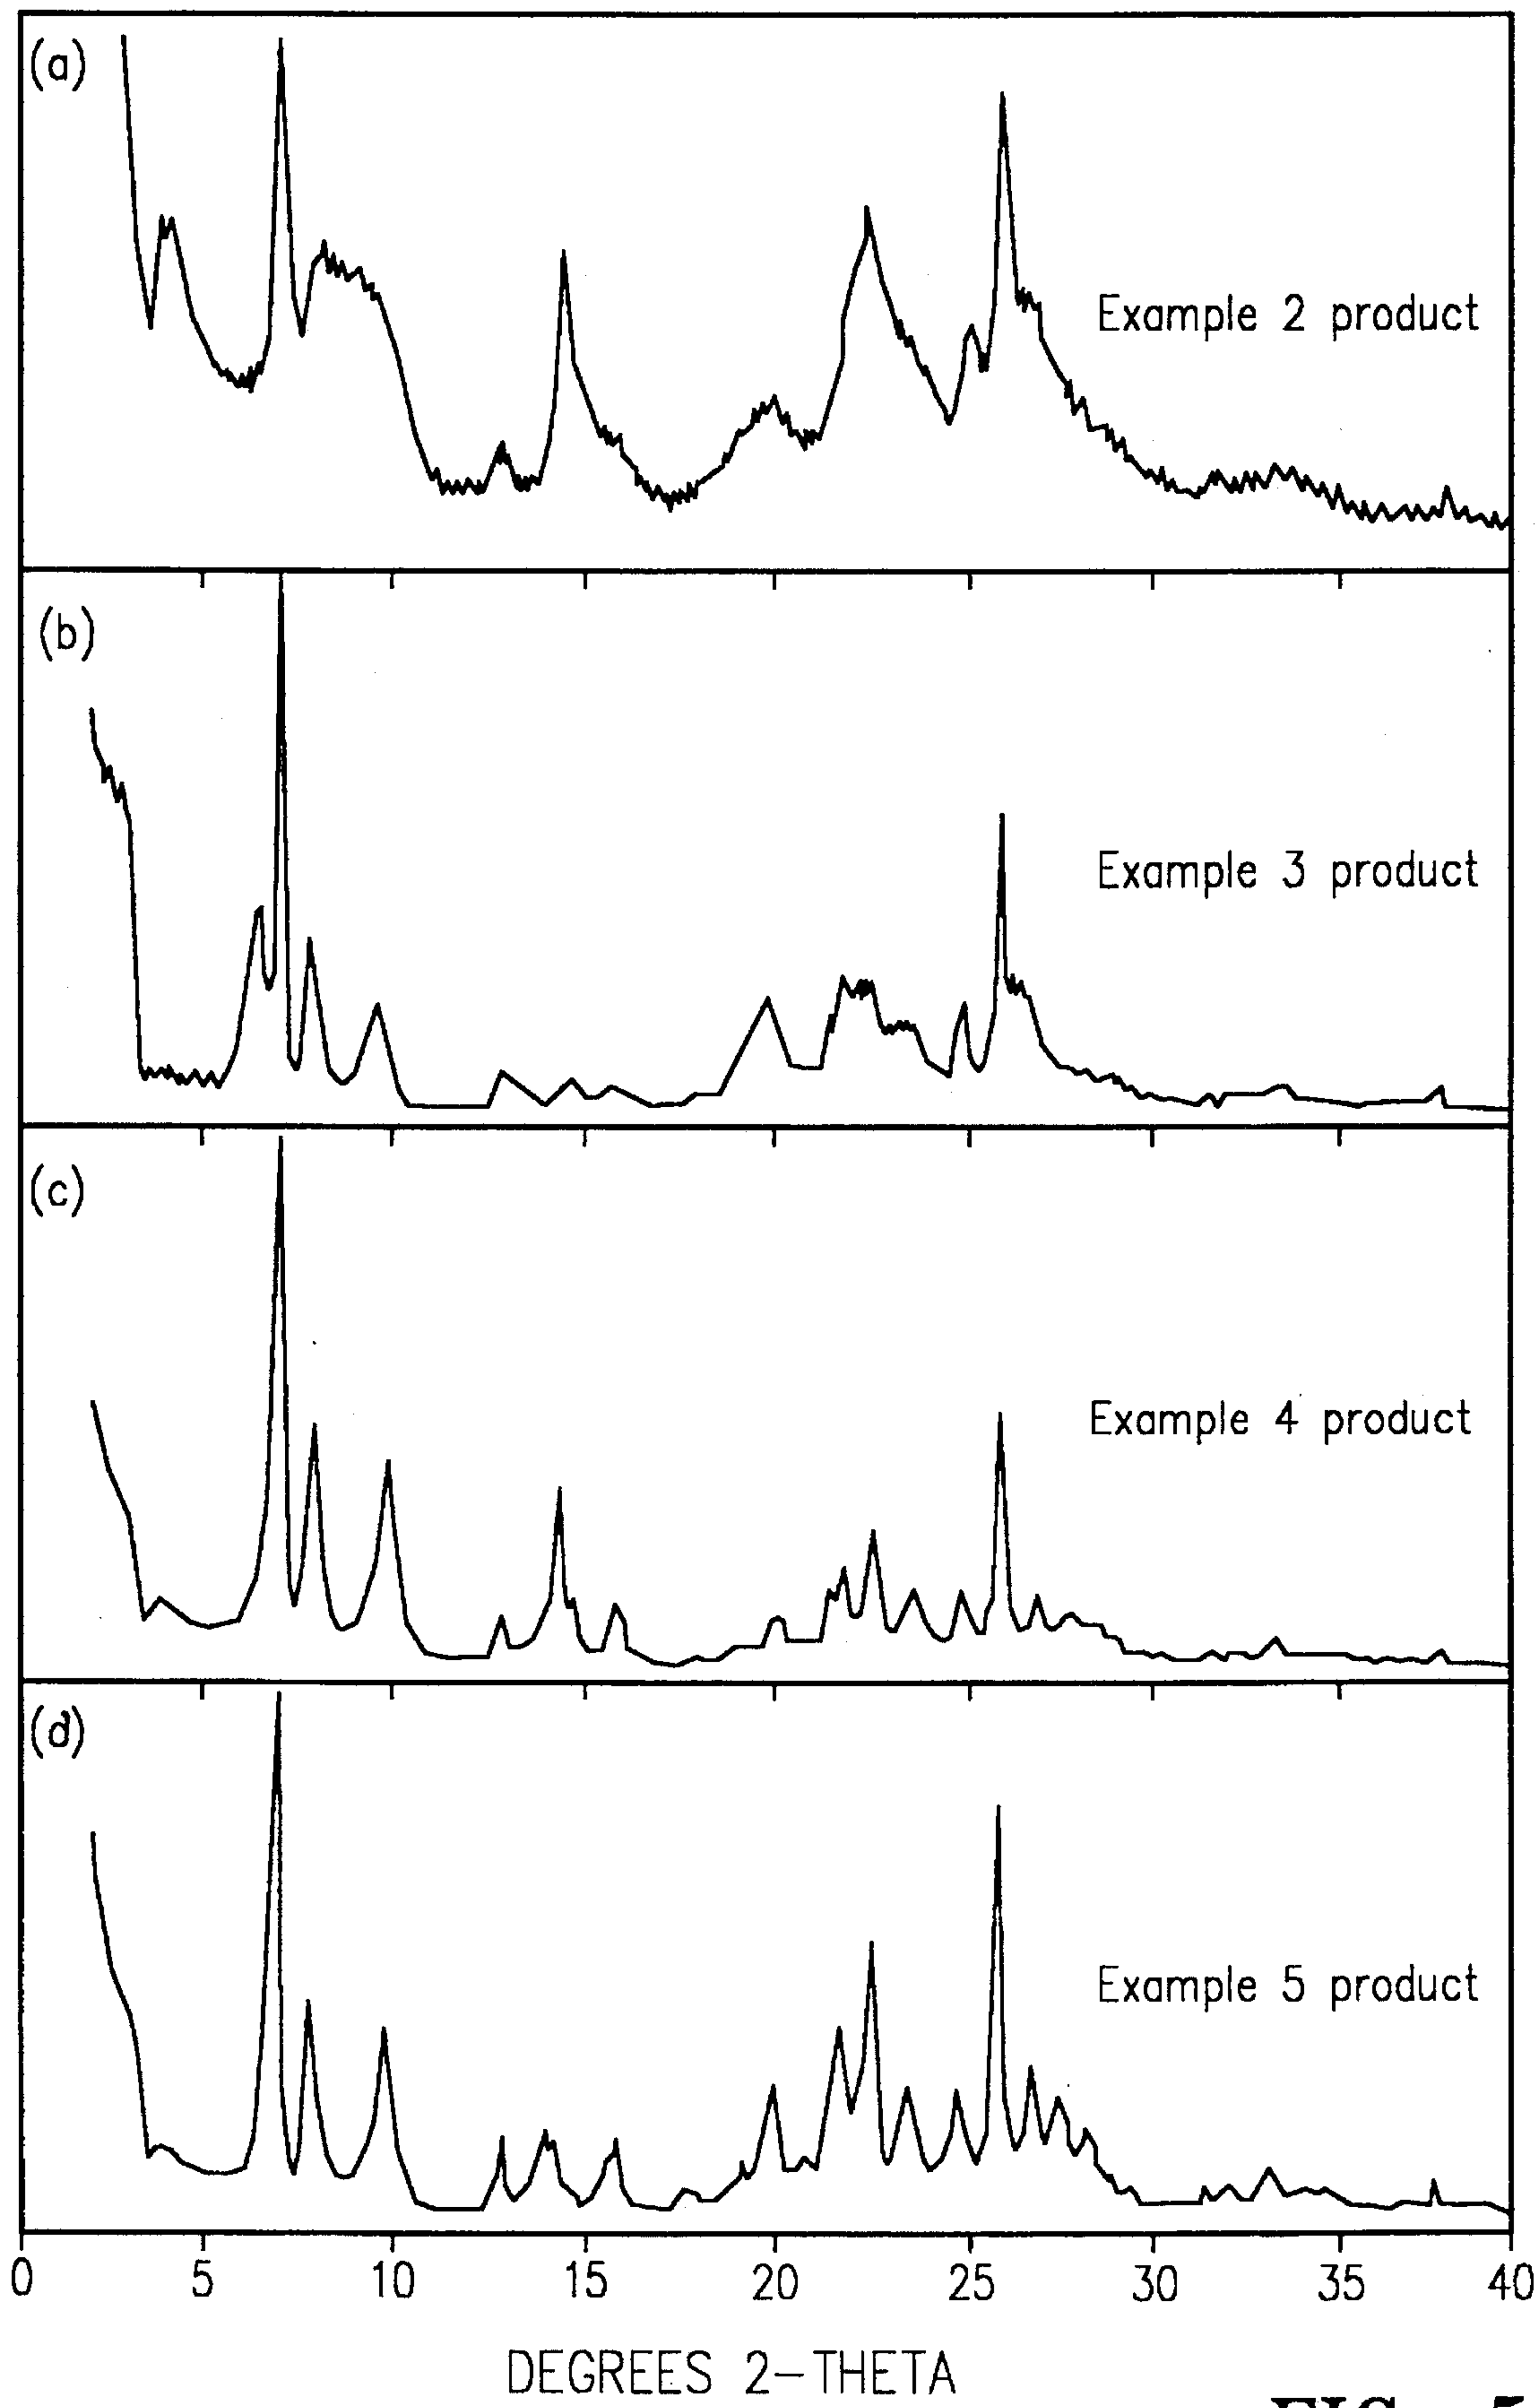 (a)
Example 2 product
(b)
Example 3 product
(c)
Example 4 product
(d)
Example 5 product
0 5 10 15 20 25 30 35 40
DEGREES 2-THETA